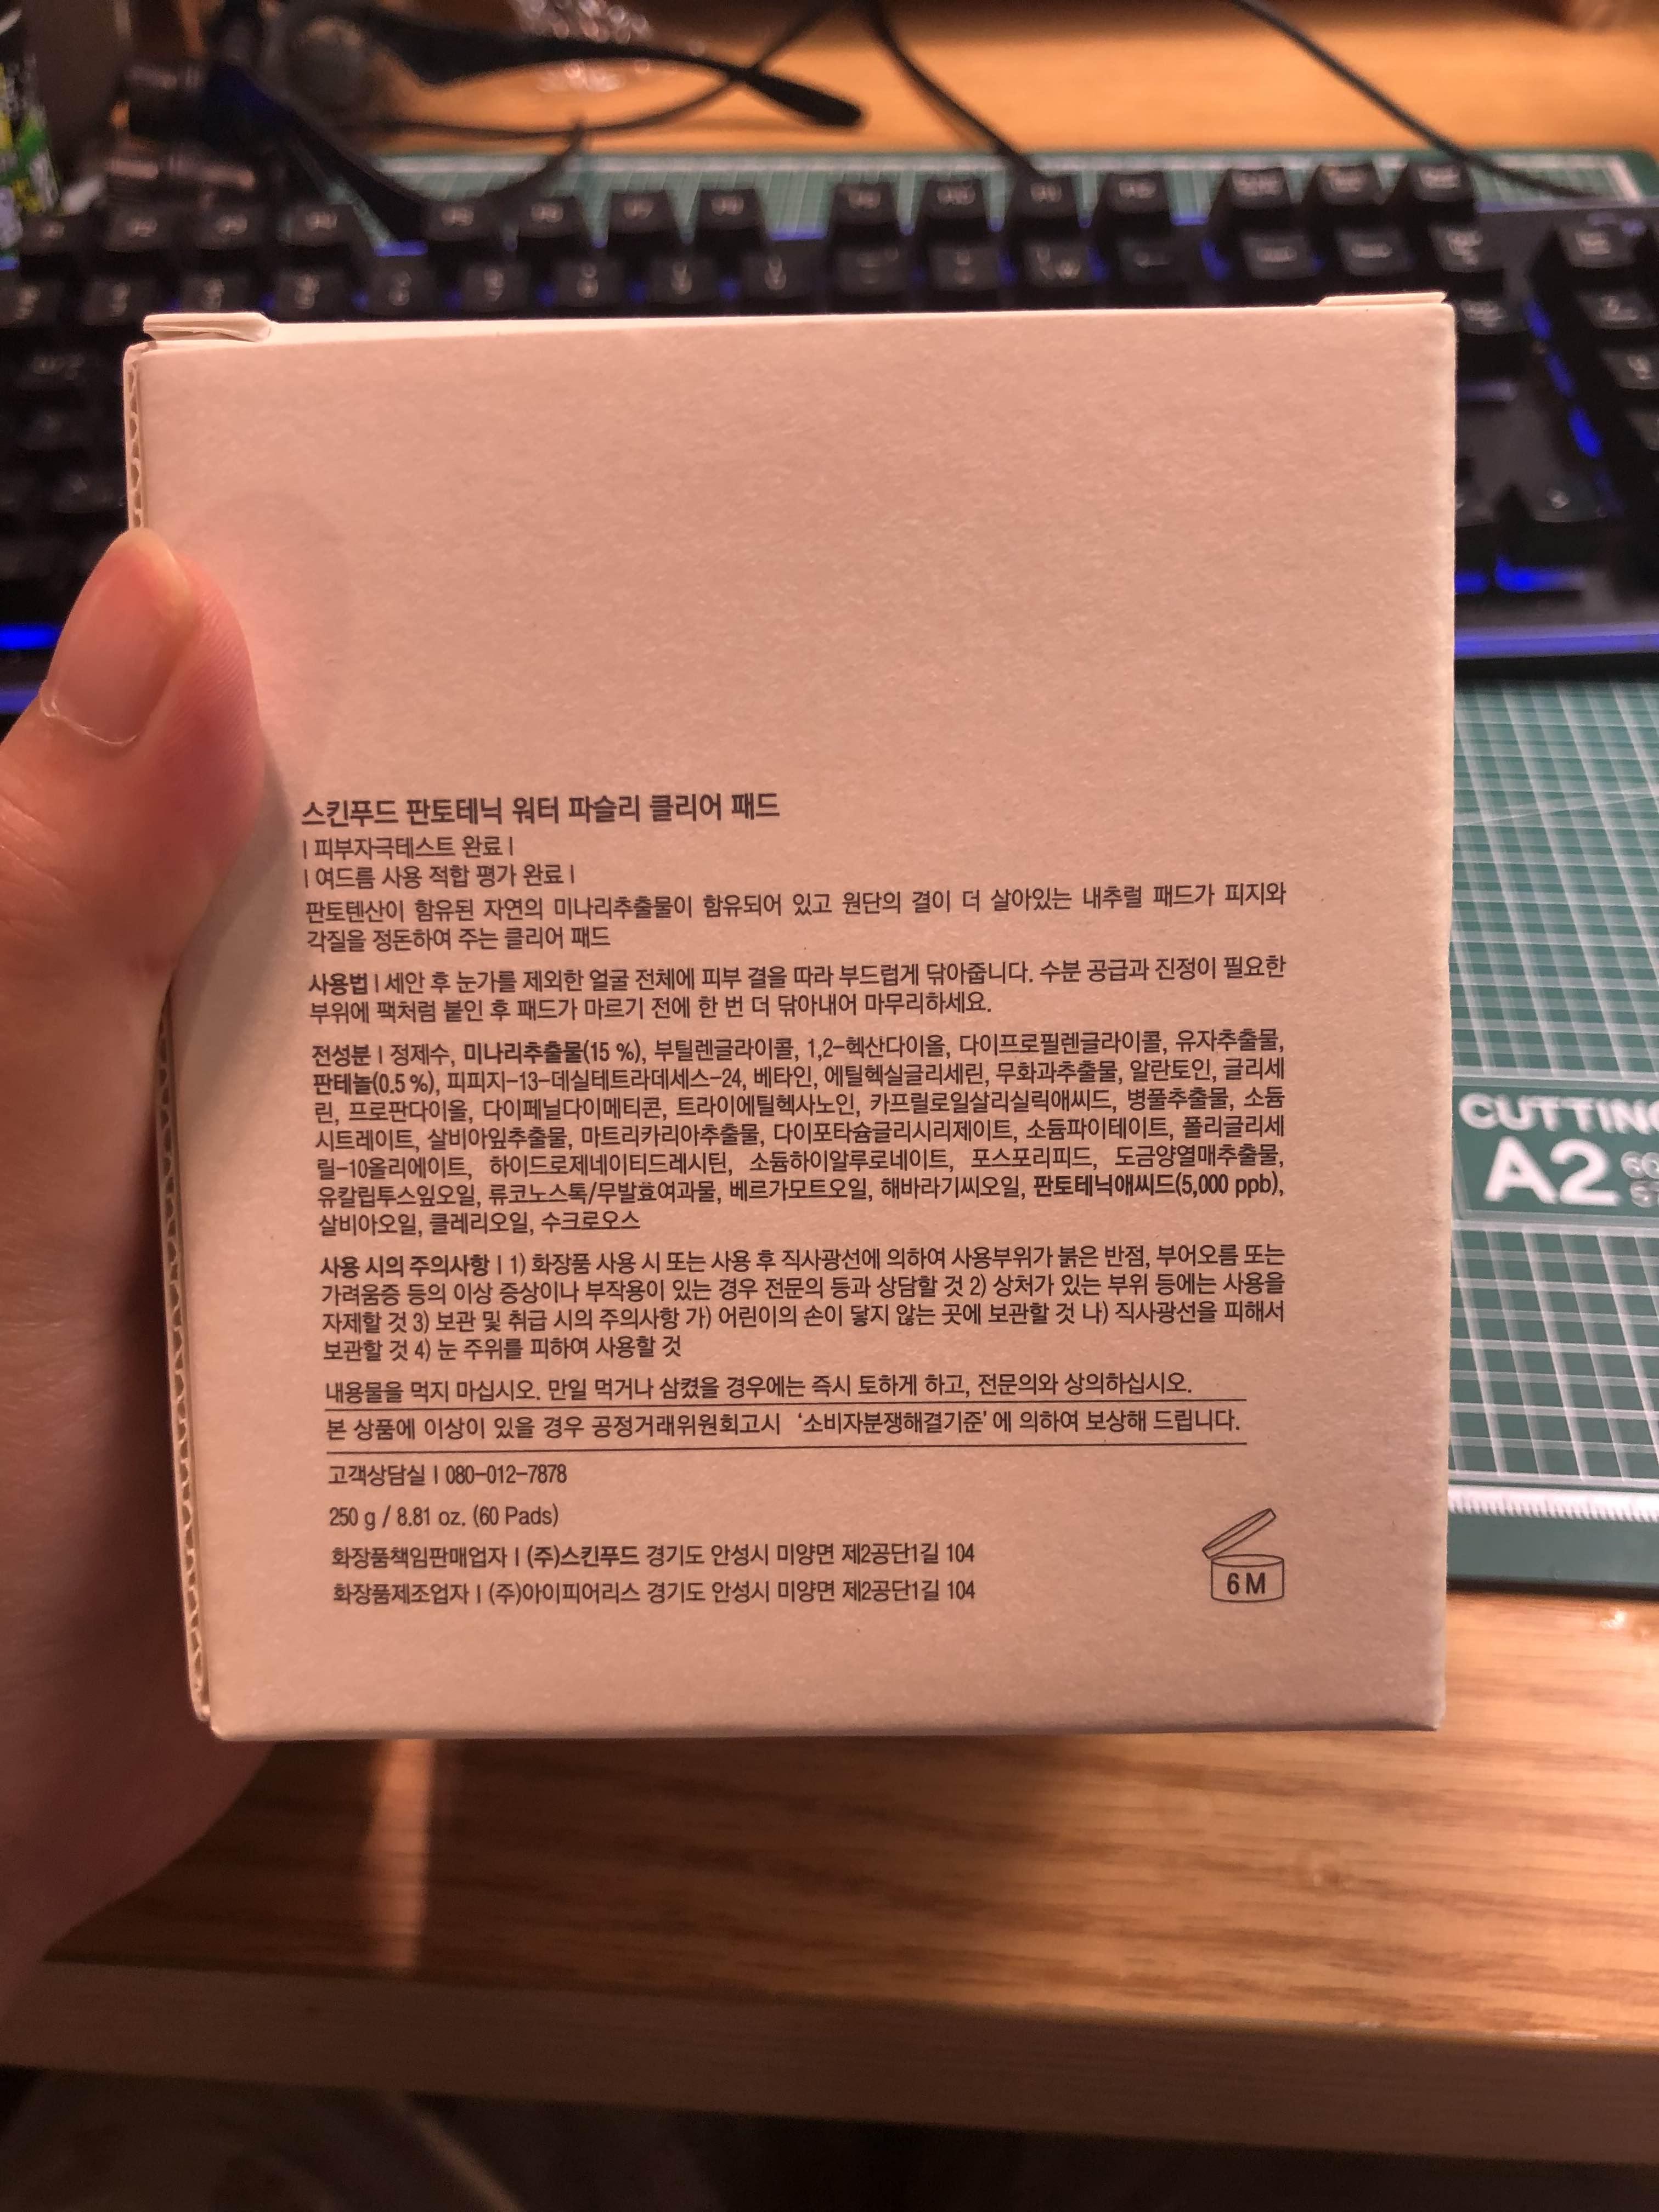 스킨푸드 판토테닉 워터 파슬리 클리어 패드
| 피부자극테스트 완료 |
| 여드름 사용 적합 평가 완료 |
판토텐산이 함유된 자연의 미나리추출물이 함유되어 있고 원단의 결이 더 살아있는 내추럴 패드가 피지와
각질을 정돈하여 주는 클리어 패드
사용법 | 세안 후 눈가를 제외한 얼굴 전체에 피부 결을 따라 부드럽게 닦아줍니다. 수분 공급과 진정이 필요한
부위에 팩처럼 붙인 후 패드가 마르기 전에 한 번 더 닦아내어 마무리하세요.
전성분 | 정제수, 미나리추출물(15 %), 부틸렌글라이콜, 1,2-헥산다이올, 다이프로필렌글라이콜, 유자추출물,
판테놀(0.5 %), 피피지-13-데실테트라데세스-24, 베타인, 에틸헥실글리세린, 무화과추출물, 알란토인, 글리세
린, 프로판다이올, 다이페닐다이메티콘, 트라이에틸헥사노인, 카프릴로일살리실릭애씨드, 병풀추출물, 소듐
시트레이트, 살비아잎추출물, 마트리카리아추출물, 다이포타슘글리시리제이트, 소듐파이테이트, 폴리글리세
릴-10올리에이트, 하이드로제네이티드레시틴, 소듐하이알루로네이트, 포스포리피드, 도금양열매추출물,
유칼립투스잎오일, 류코노스톡/무발효여과물, 베르가모트오일, 해바라기씨오일, 판토테닉애씨드(5,000 ppb),
살비아오일, 클레리오일, 수크로오스
사용 시의 주의사항 | 1) 화장품 사용 시 또는 사용 후 직사광선에 의하여 사용부위가 붉은 반점, 부어오름 또는
가려움증 등의 이상 증상이나 부작용이 있는 경우 전문의 등과 상담할 것 2) 상처가 있는 부위 등에는 사용을
자제할 것 3) 보관 및 취급 시의 주의사항 가) 어린이의 손이 닿지 않는 곳에 보관할 것 나) 직사광선을 피해서
보관할 것 4) 눈 주위를 피하여 사용할 것
내용물을 먹지 마십시오. 만일 먹거나 삼켰을 경우에는 즉시 토하게 하고, 전문의와 상의하십시오.
본 상품에 이상이 있을 경우 공정거래위원회고시 '소비자분쟁해결기준'에 의하여 보상해 드립니다.
고객상담실 | 080-012-7878
250 g / 8.81 oz. (60 Pads)
화장품책임판매업자 | (주)스킨푸드 경기도 안성시 미양면 제2공단1길 104
화장품제조업자 | (주)아이피어리스 경기도 안성시 미양면 제2공단1길 104
6M
CUTTING
A2